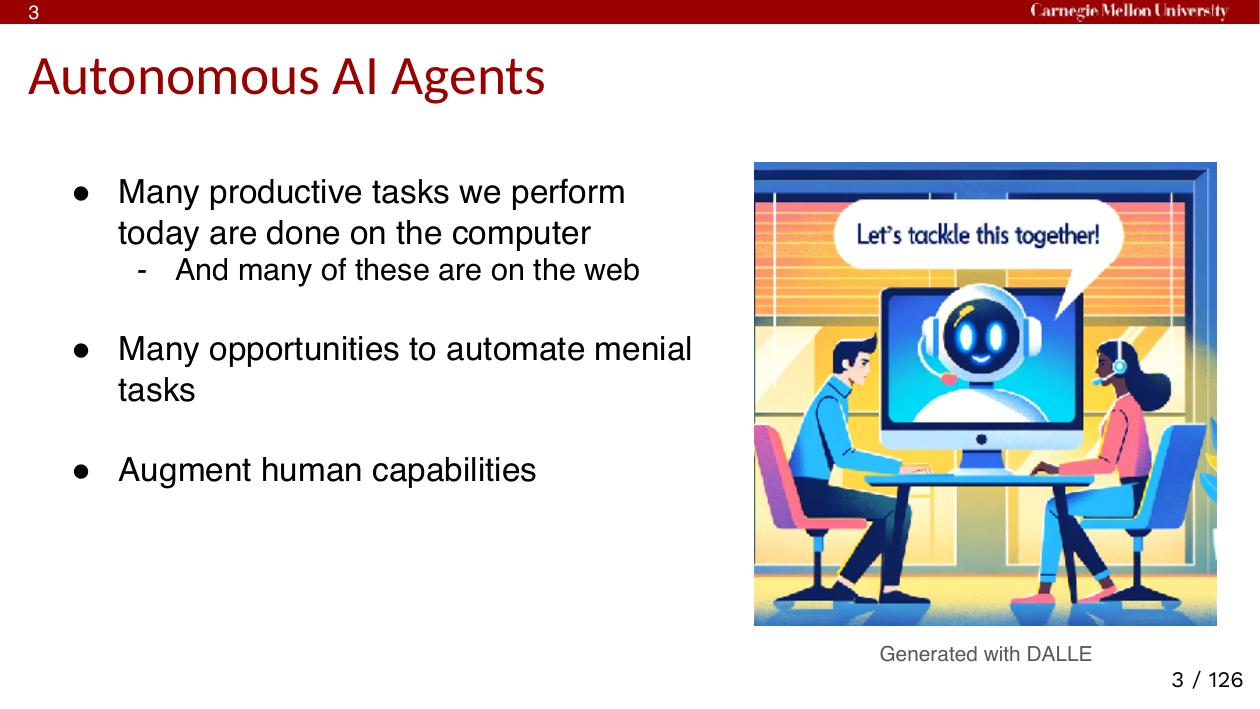 3
Carnegie Mellon University
Autonomous AI Agents
● Many productive tasks we perform
today are done on the computer
- And many of these are on the web
● Many opportunities to automate menial
tasks
● Augment human capabilities
Let's tackle this together!
Generated with DALLE
3 / 126